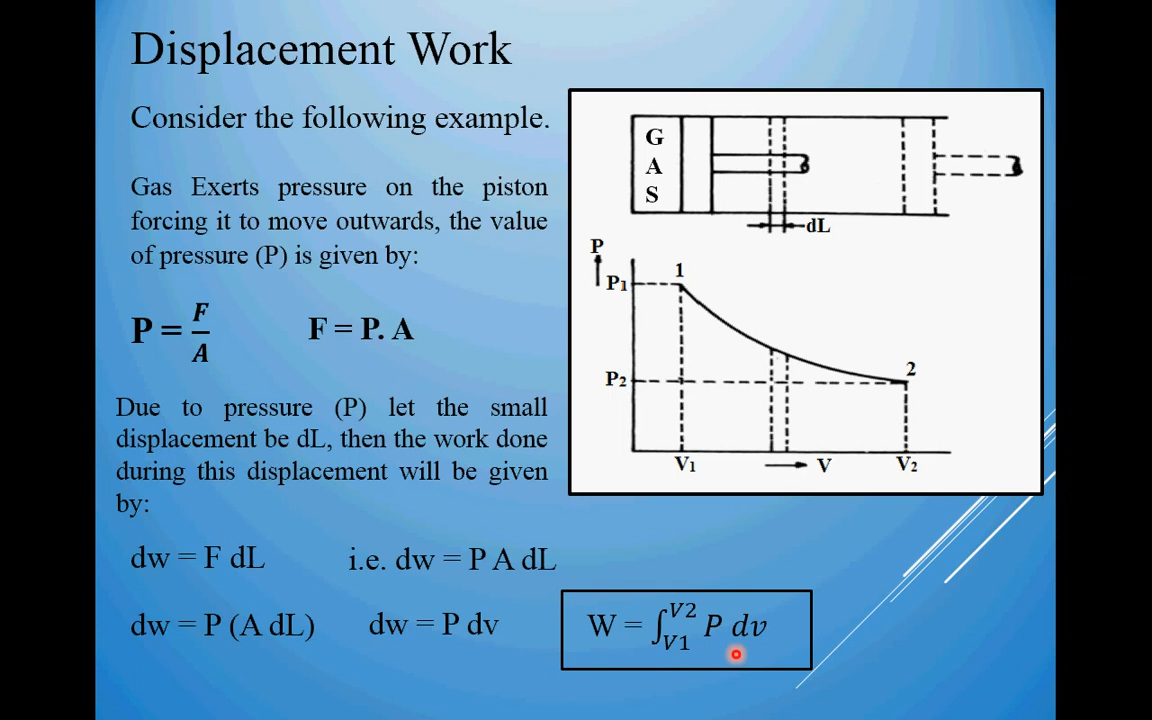 Displacement Work
Consider the following example.
Gas Exerts pressure on the piston
forcing it to move outwards, the value
of pressure (P) is given by:
P = F/A
F = P. A
Due to pressure (P) let the small
displacement be dL, then the work done
during this displacement will be given
by:
dw = F dL
i.e. dw = P A dL
dw = P (A dL)
dw = P dv
W = ∫_{V1}^{V2} P dv
G
A
S
dL
P
P₁
1
P₂
2
V₁
V
V₂